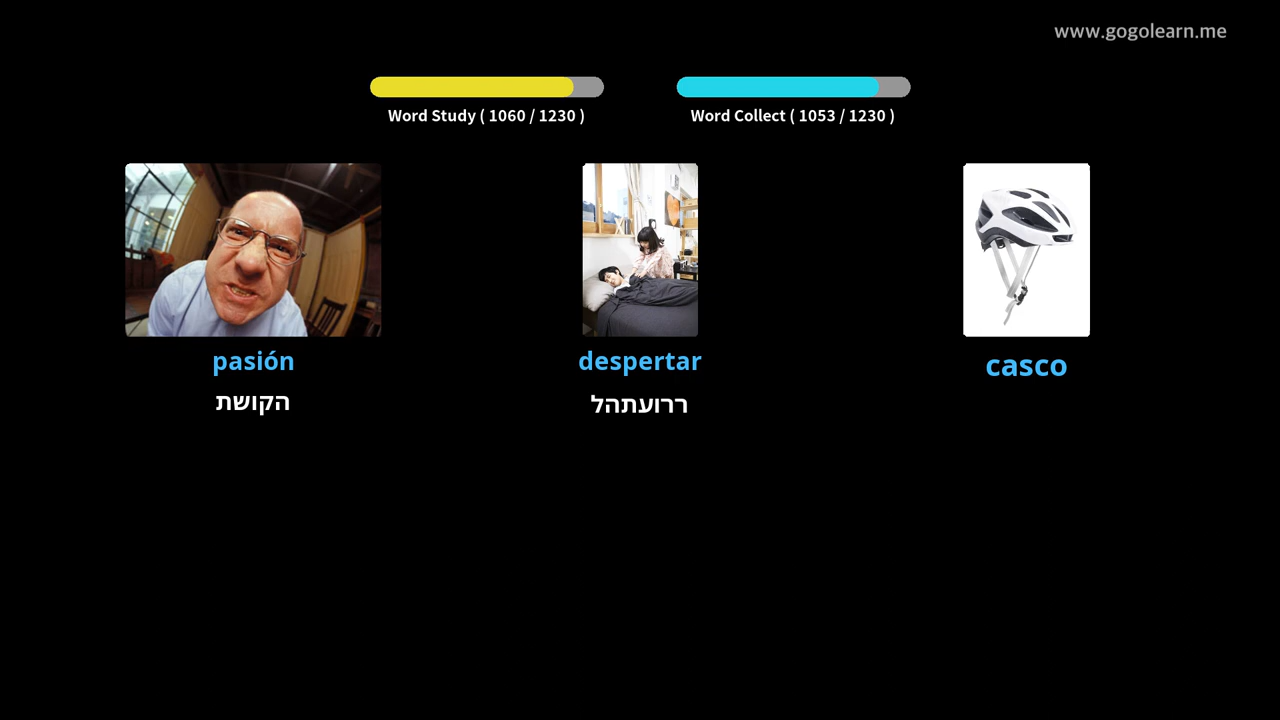 www.gogolearn.me
Word Study ( 1060 / 1230 )
Word Collect ( 1053 / 1230 )
pasión
הקושת
despertar
ררועתהל
casco